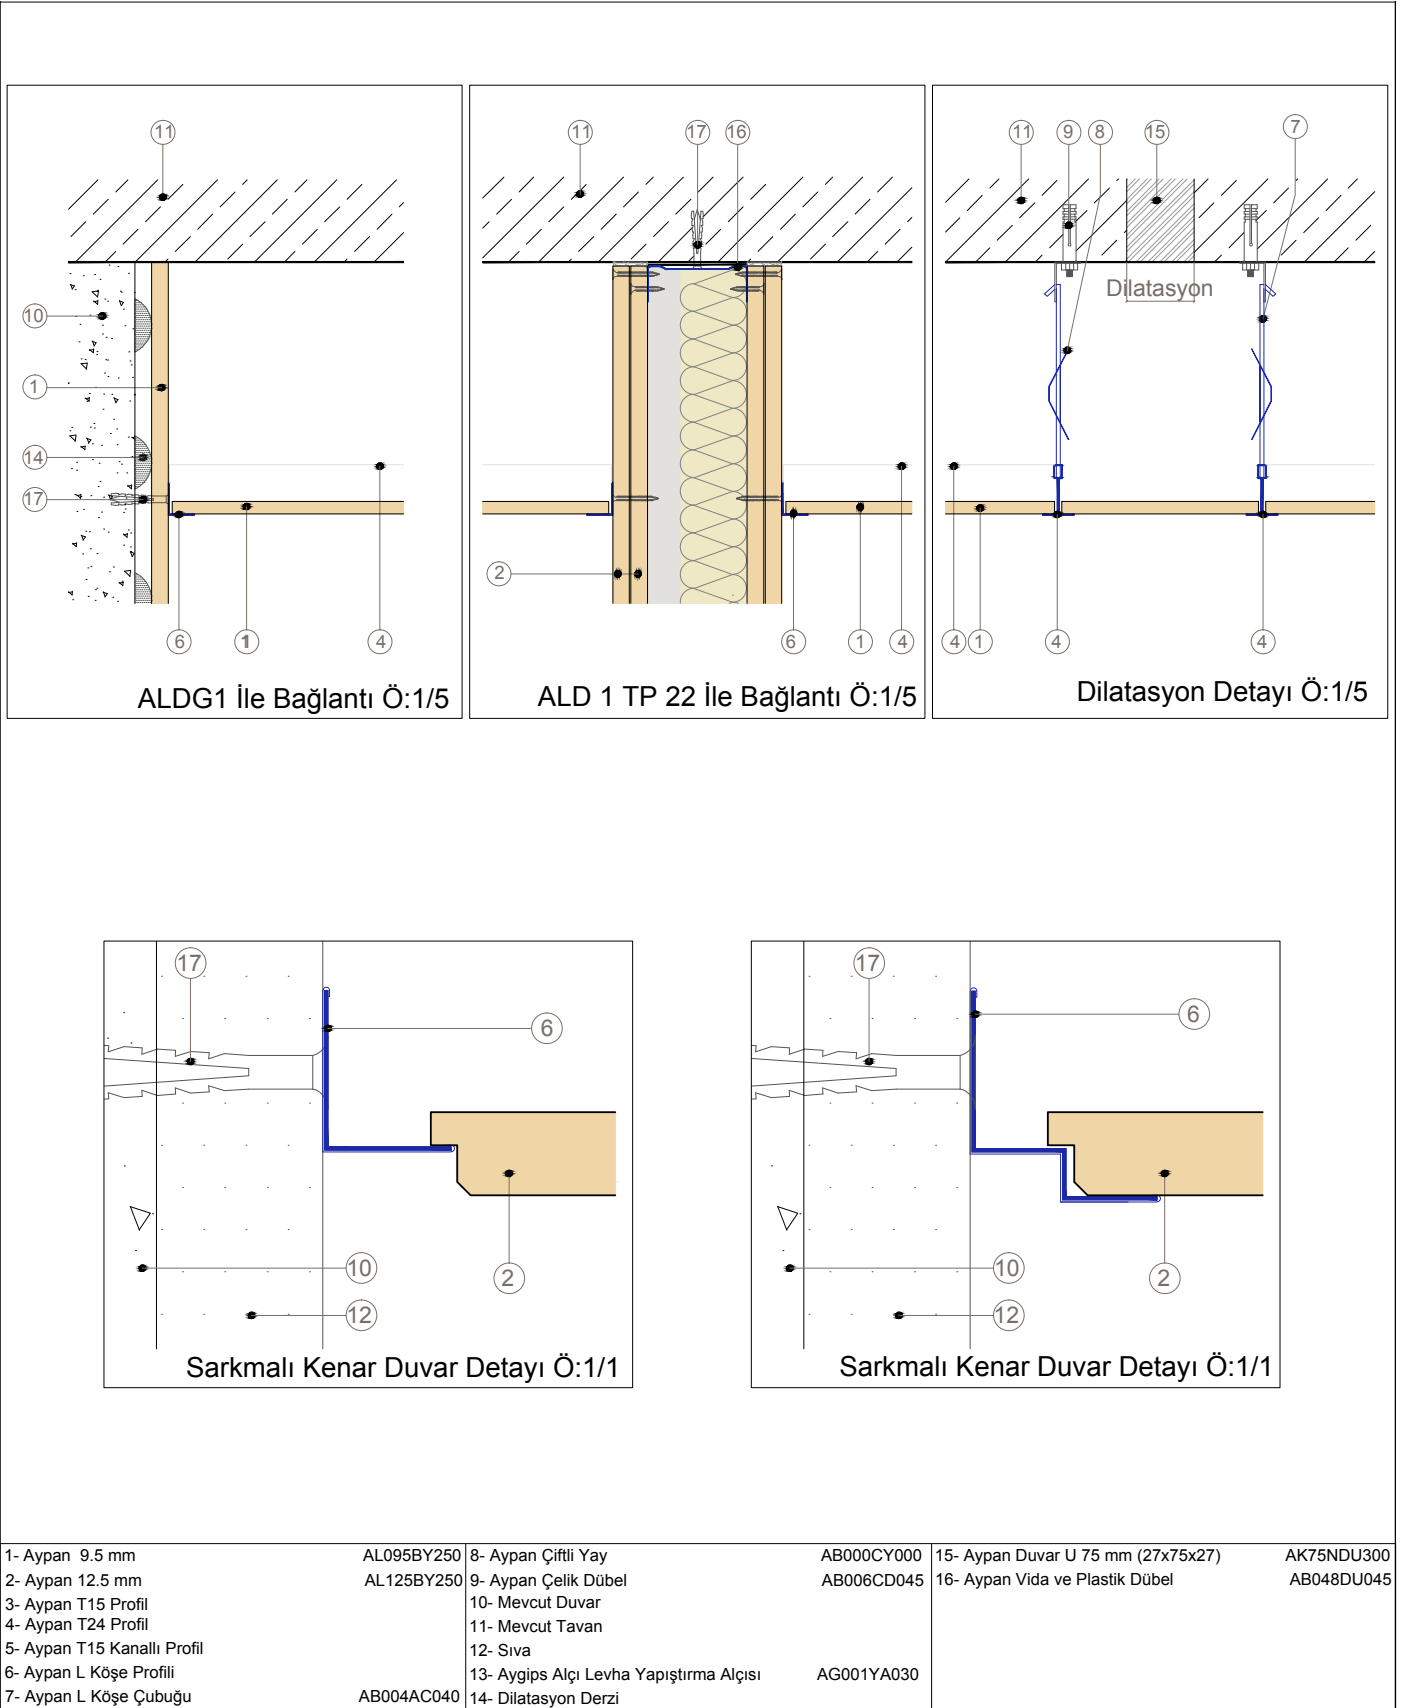 11
10
1
14
17
6
1
4
ALDG1 İle Bağlantı Ö:1/5
11
17
16
2
6
1
4
ALD 1 TP 22 İle Bağlantı Ö:1/5
11
9
8
15
7
Dilatasyon
4
1
4
4
Dilatasyon Detayı Ö:1/5
17
6
10
2
12
Sarkmalı Kenar Duvar Detayı Ö:1/1
17
6
10
2
12
Sarkmalı Kenar Duvar Detayı Ö:1/1
1- Aypan 9.5 mm AL095BY250
2- Aypan 12.5 mm AL125BY250
3- Aypan T15 Profil
4- Aypan T24 Profil
5- Aypan T15 Kanallı Profil
6- Aypan L Köşe Profili
7- Aypan L Köşe Çubuğu AB004AC040
8- Aypan Çiftli Yay AB000CY000
9- Aypan Çelik Dübel AB006CD045
10- Mevcut Duvar
11- Mevcut Tavan
12- Sıva
13- Aygips Alçı Levha Yapıştırma Alçısı AG001YA030
14- Dilatasyon Derzi
15- Aypan Duvar U 75 mm (27x75x27) AK75NDU300
16- Aypan Vida ve Plastik Dübel AB048DU045